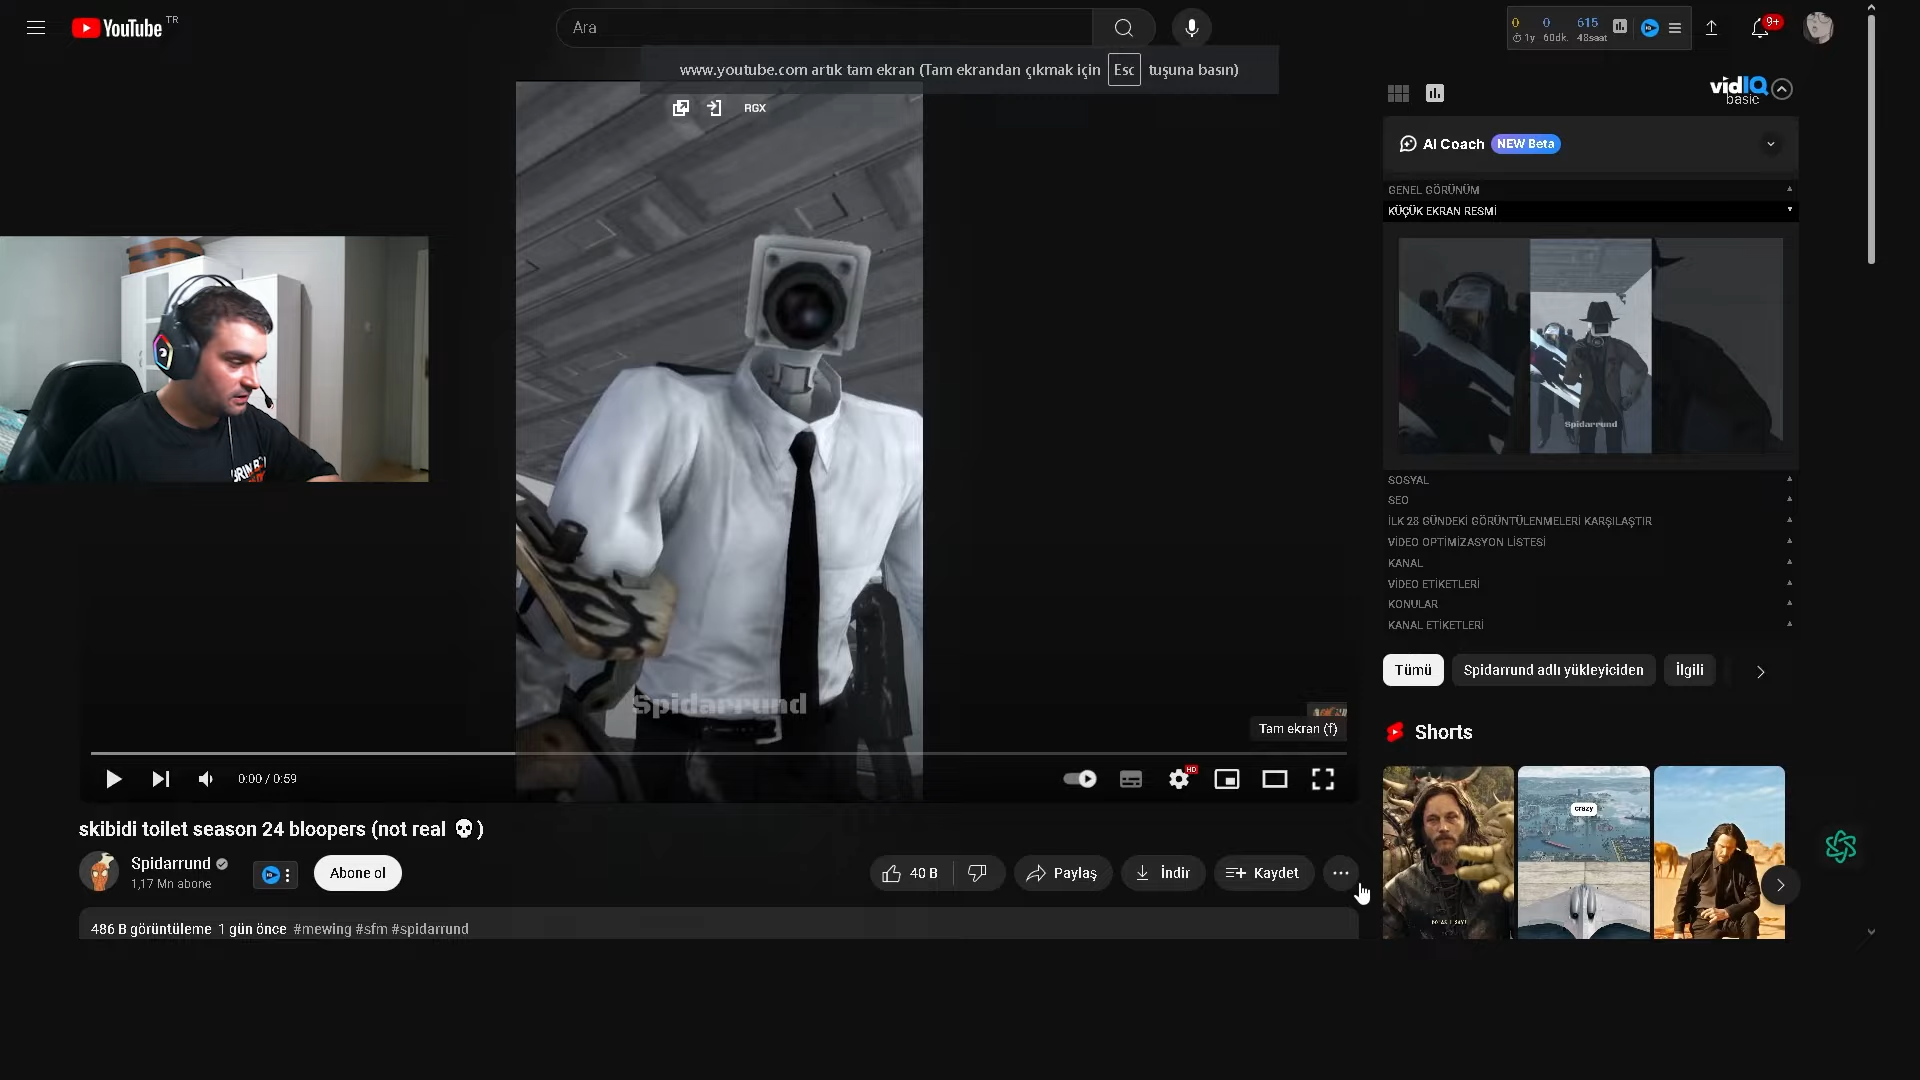 YouTube TR
Ara
0 0 615
1y 60dk. 48saat
9+
www.youtube.com artık tam ekran (Tam ekrandan çıkmak için Esc tuşuna basın)
RGX
vidIQ
basic
AI Coach NEW Beta
GENEL GÖRÜNÜM
KÜÇÜK EKRAN RESMİ
Spidarrund
SOSYAL
SEO
İLK 28 GÜNDEKİ GÖRÜNTÜLENMELERİ KARŞILAŞTIR
VİDEO OPTİMİZASYON LİSTESİ
KANAL
VİDEO ETİKETLERİ
KONULAR
KANAL ETİKETLERİ
Tümü
Spidarrund adlı yükleyiciden
İlgili
Shorts
crazy
Spidarrund
Tam ekran (f)
0:00 / 0:59
HD
skibidi toilet season 24 bloopers (not real 💀)
Spidarrund
1,17 Mn abone
Abone ol
40 B
Paylaş
İndir
Kaydet
486 B görüntüleme 1 gün önce #mewing #sfm #spidarrund